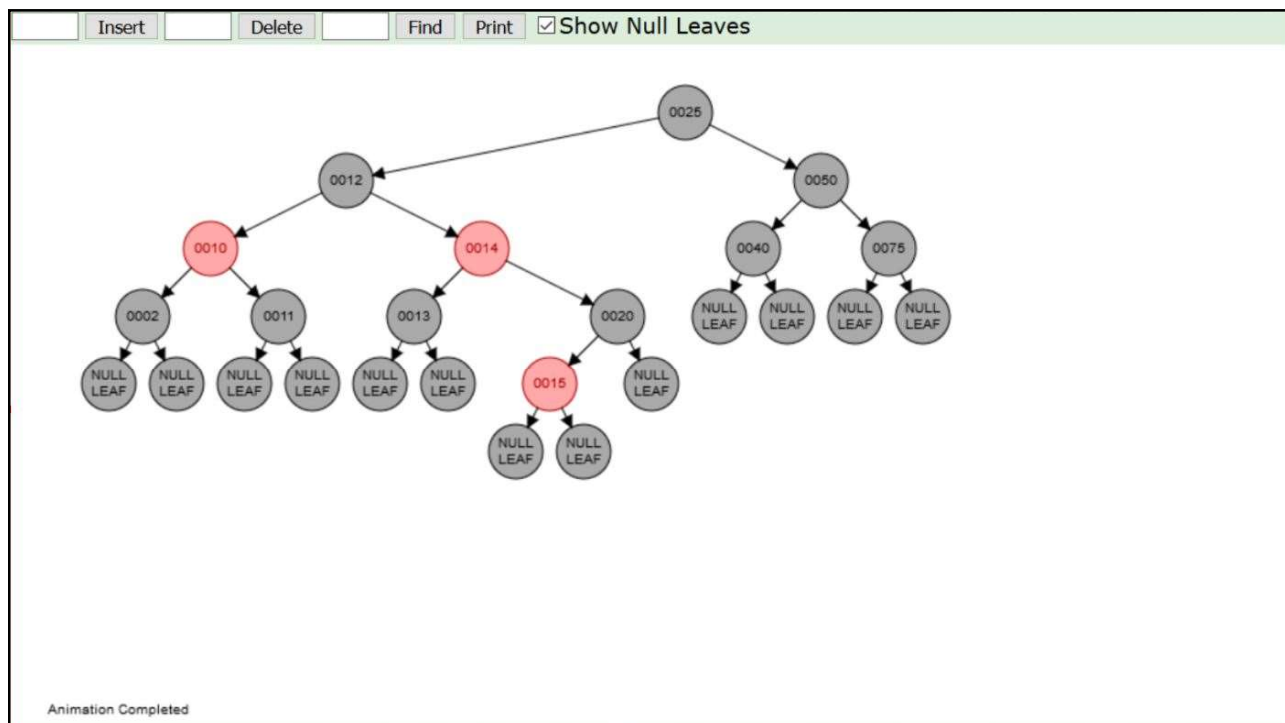 Insert Delete Find Print Show Null Leaves
0025
0012 0050
0010 0014 0040 0075
0002 0011 0013 0020
NULL LEAF NULL LEAF NULL LEAF NULL LEAF
NULL LEAF NULL LEAF NULL LEAF NULL LEAF NULL LEAF NULL LEAF 0015 NULL LEAF
NULL LEAF NULL LEAF
Animation Completed